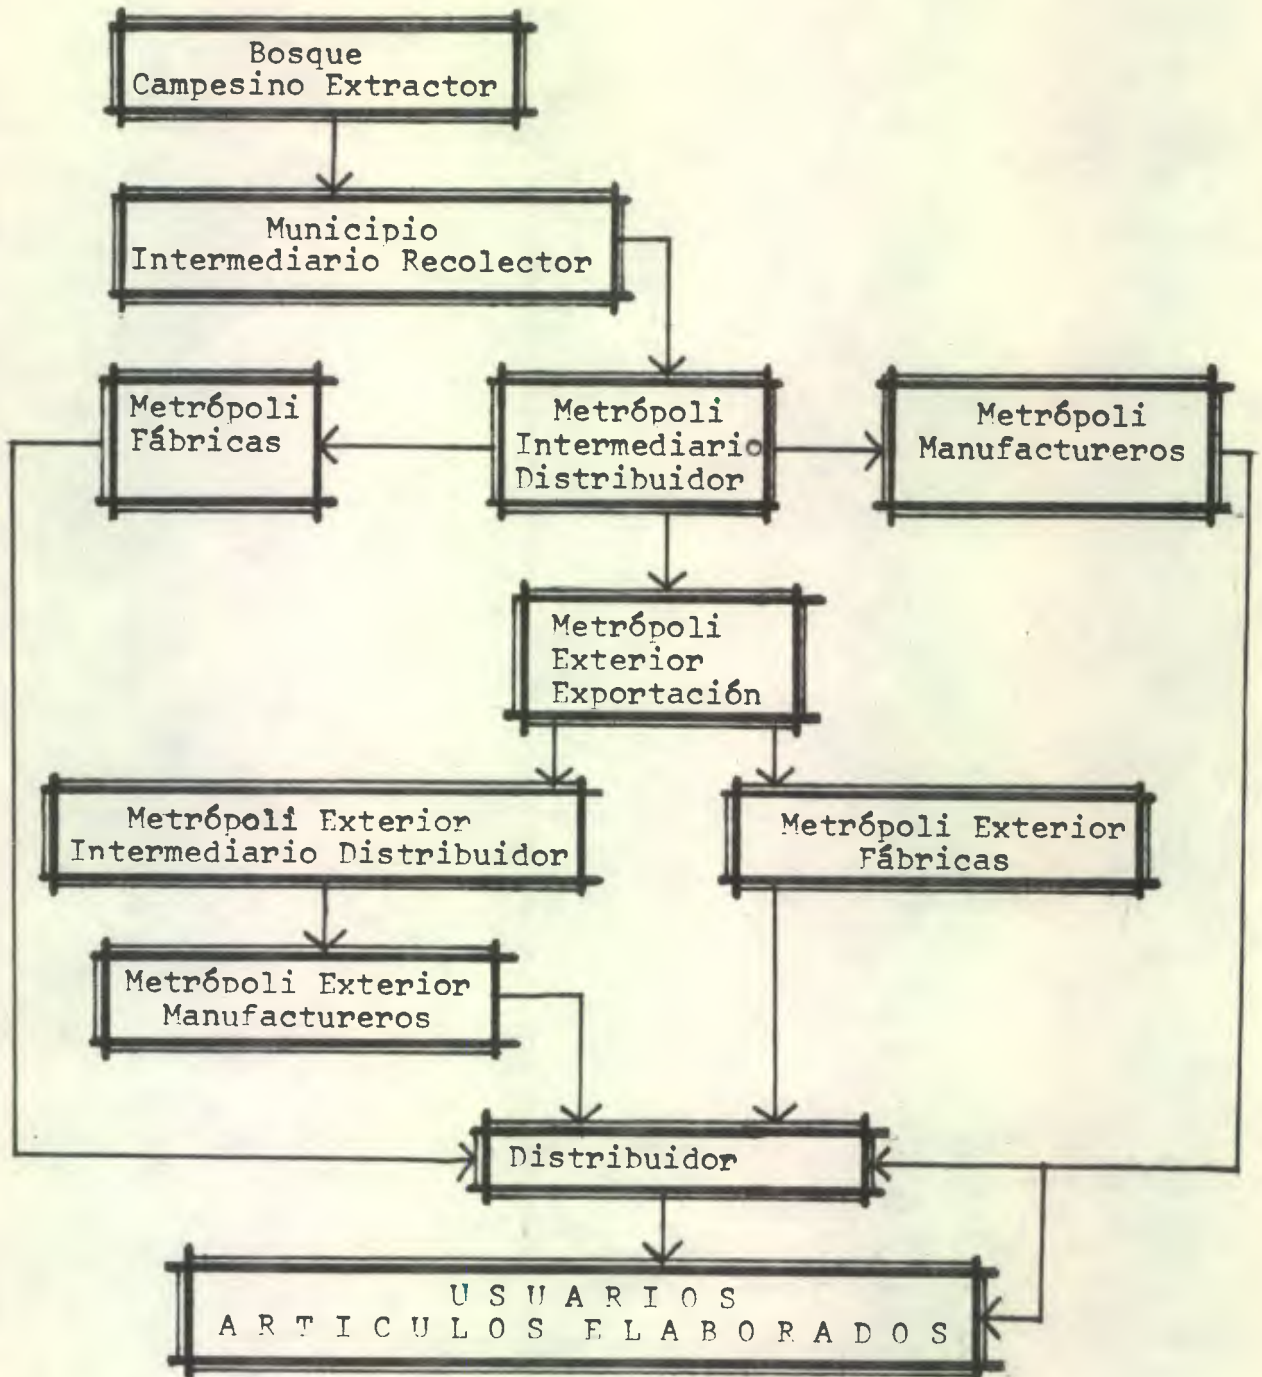 Bosque
Campesino Extractor
Municipio
Intermediario Recolector
Metrópoli
Fábricas
Metrópoli
Intermediario
Distribuidor
Metrópoli
Manufactureros
Metrópoli
Exterior
Exportación
Metrópoli Exterior
Intermediario Distribuidor
Metrópoli Exterior
Fábricas
Metrópoli Exterior
Manufactureros
Distribuidor
U S U A R I O S
A R T I C U L O S E L A B O R A D O S